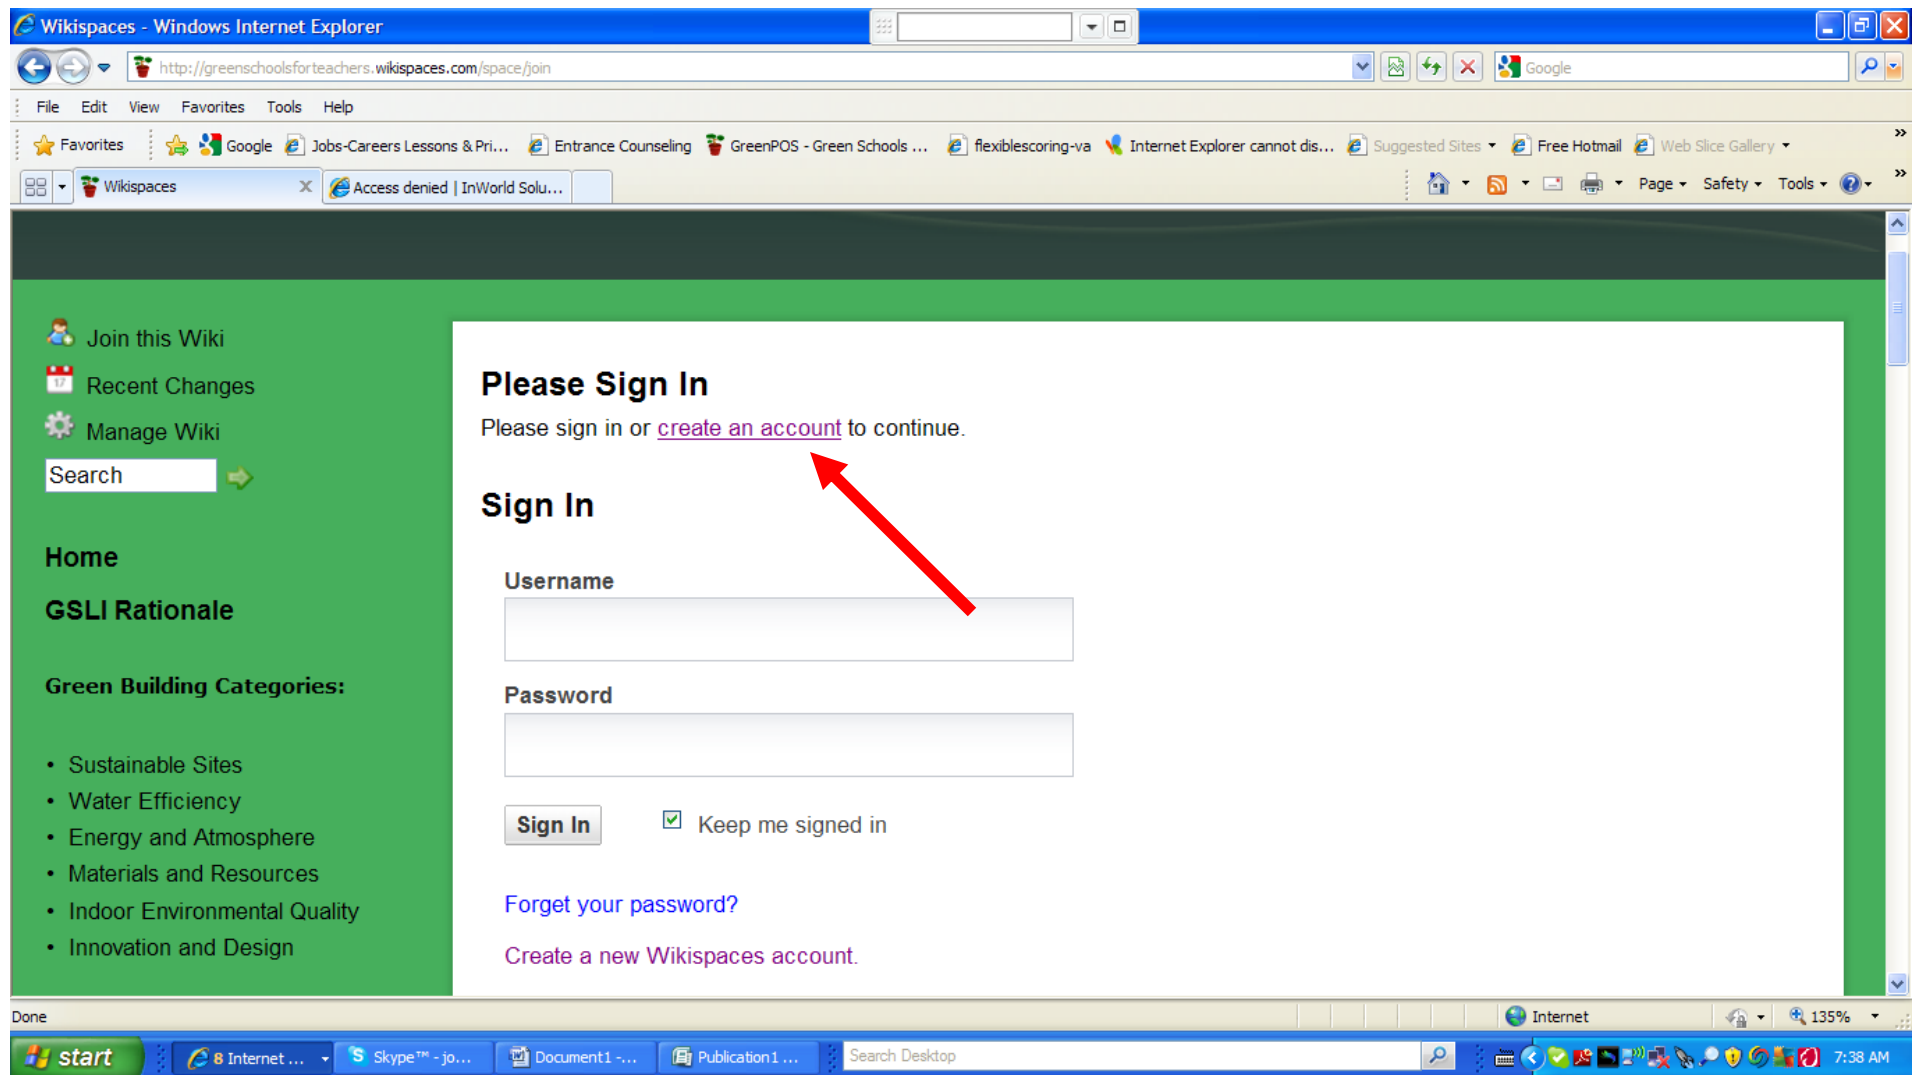 Wikispaces - Windows Internet Explorer
http://greenschoolsforteachers.wikispaces.com/space/join
Google
File Edit View Favorites Tools Help
Favorites Google Jobs-Careers Lessons & Pri... Entrance Counseling GreenPOS - Green Schools ... flexiblescoring-va Internet Explorer cannot dis... Suggested Sites Free Hotmail Web Slice Gallery
Wikispaces X Access denied | InWorld Solu... Page Safety Tools
Join this Wiki
17
Recent Changes
Manage Wiki
Search
Home
GSLI Rationale
Green Building Categories:
• Sustainable Sites
• Water Efficiency
• Energy and Atmosphere
• Materials and Resources
• Indoor Environmental Quality
• Innovation and Design
Please Sign In
Please sign in or create an account to continue.
Sign In
Username
Password
Sign In Keep me signed in
Forget your password?
Create a new Wikispaces account.
Done Internet 135%
start 8 Internet ... Skype™ - jo... Document1 -... Publication1 ... Search Desktop 7:38 AM